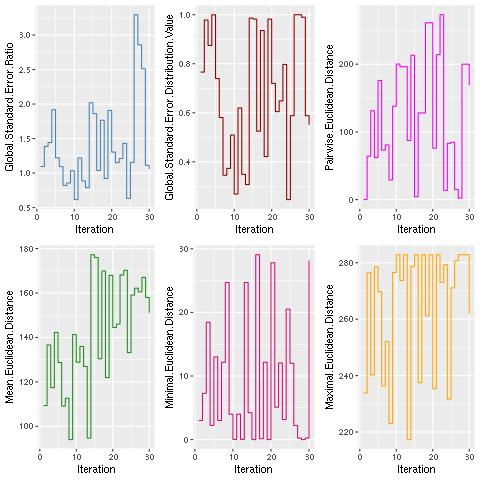 Global.Standard.Error.Ratio
3.0
2.5
2.0
1.5
1.0
0.5
0 10 20 30
Iteration
Global.Standard.Error.Distribution.Value
1.0
0.8
0.6
0.4
0 10 20 30
Iteration
Pairwise.Euclidean.Distance
200
100
0
0 10 20 30
Iteration
Mean.Euclidean.Distance
180
160
140
120
100
0 10 20 30
Iteration
Minimal.Euclidean.Distance
30
20
10
0
0 10 20 30
Iteration
Maximal.Euclidean.Distance
280
260
240
220
0 10 20 30
Iteration